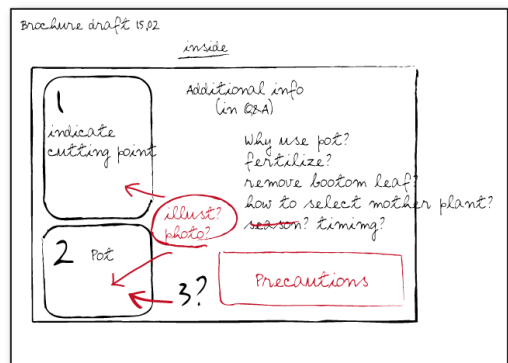 Brochure draft 15.02
inside
1
indicate
cutting point
Additional info
(in Q&A)
Why use pot?
fertilize?
remove bootom leaf?
how to select mother plant?
season? timimg?
illust?
photo?
2 Pot
3?
Precautions